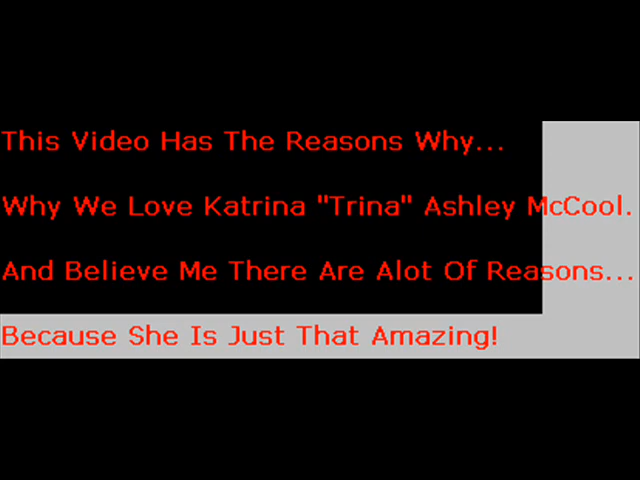 This Video Has The Reasons Why...
Why We Love Katrina "Trina" Ashley McCool.
And Believe Me There Are Alot Of Reasons...
Because She Is Just That Amazing!